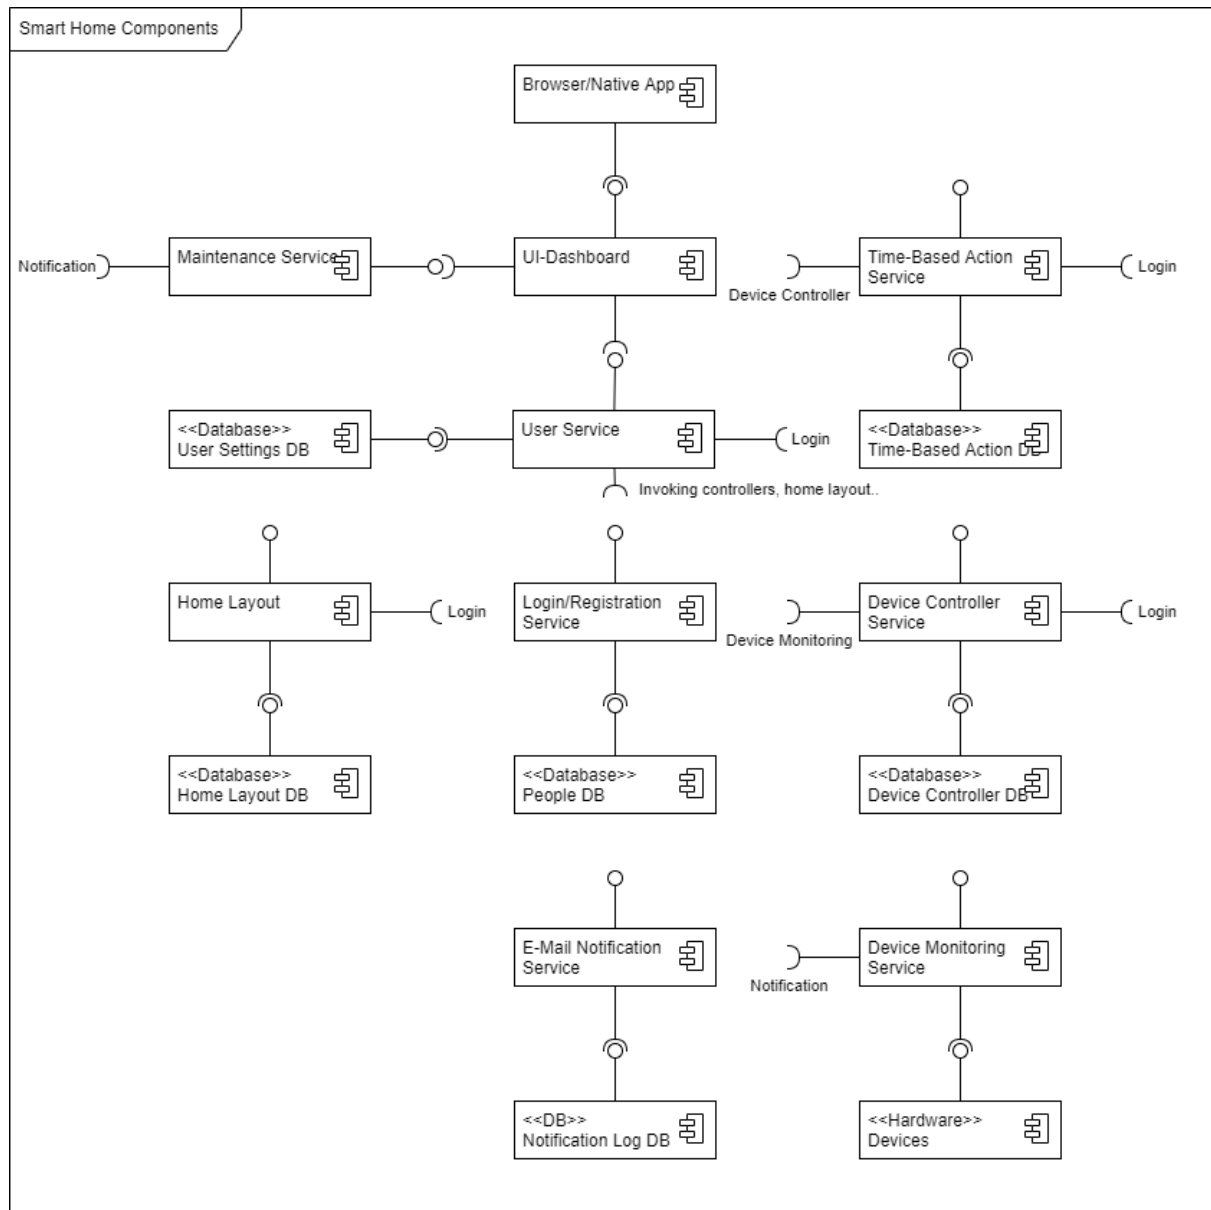 Smart Home Components
Browser/Native App
Notification
Maintenance Service
UI-Dashboard
Device Controller
Time-Based Action
Service
Login
<<Database>>
User Settings DB
User Service
Login
<<Database>>
Time-Based Action DB
Invoking controllers, home layout..
Home Layout
Login
Login/Registration
Service
Device Monitoring
Device Controller
Service
Login
<<Database>>
Home Layout DB
<<Database>>
People DB
<<Database>>
Device Controller DB
E-Mail Notification
Service
Notification
Device Monitoring
Service
<<DB>>
Notification Log DB
<<Hardware>>
Devices